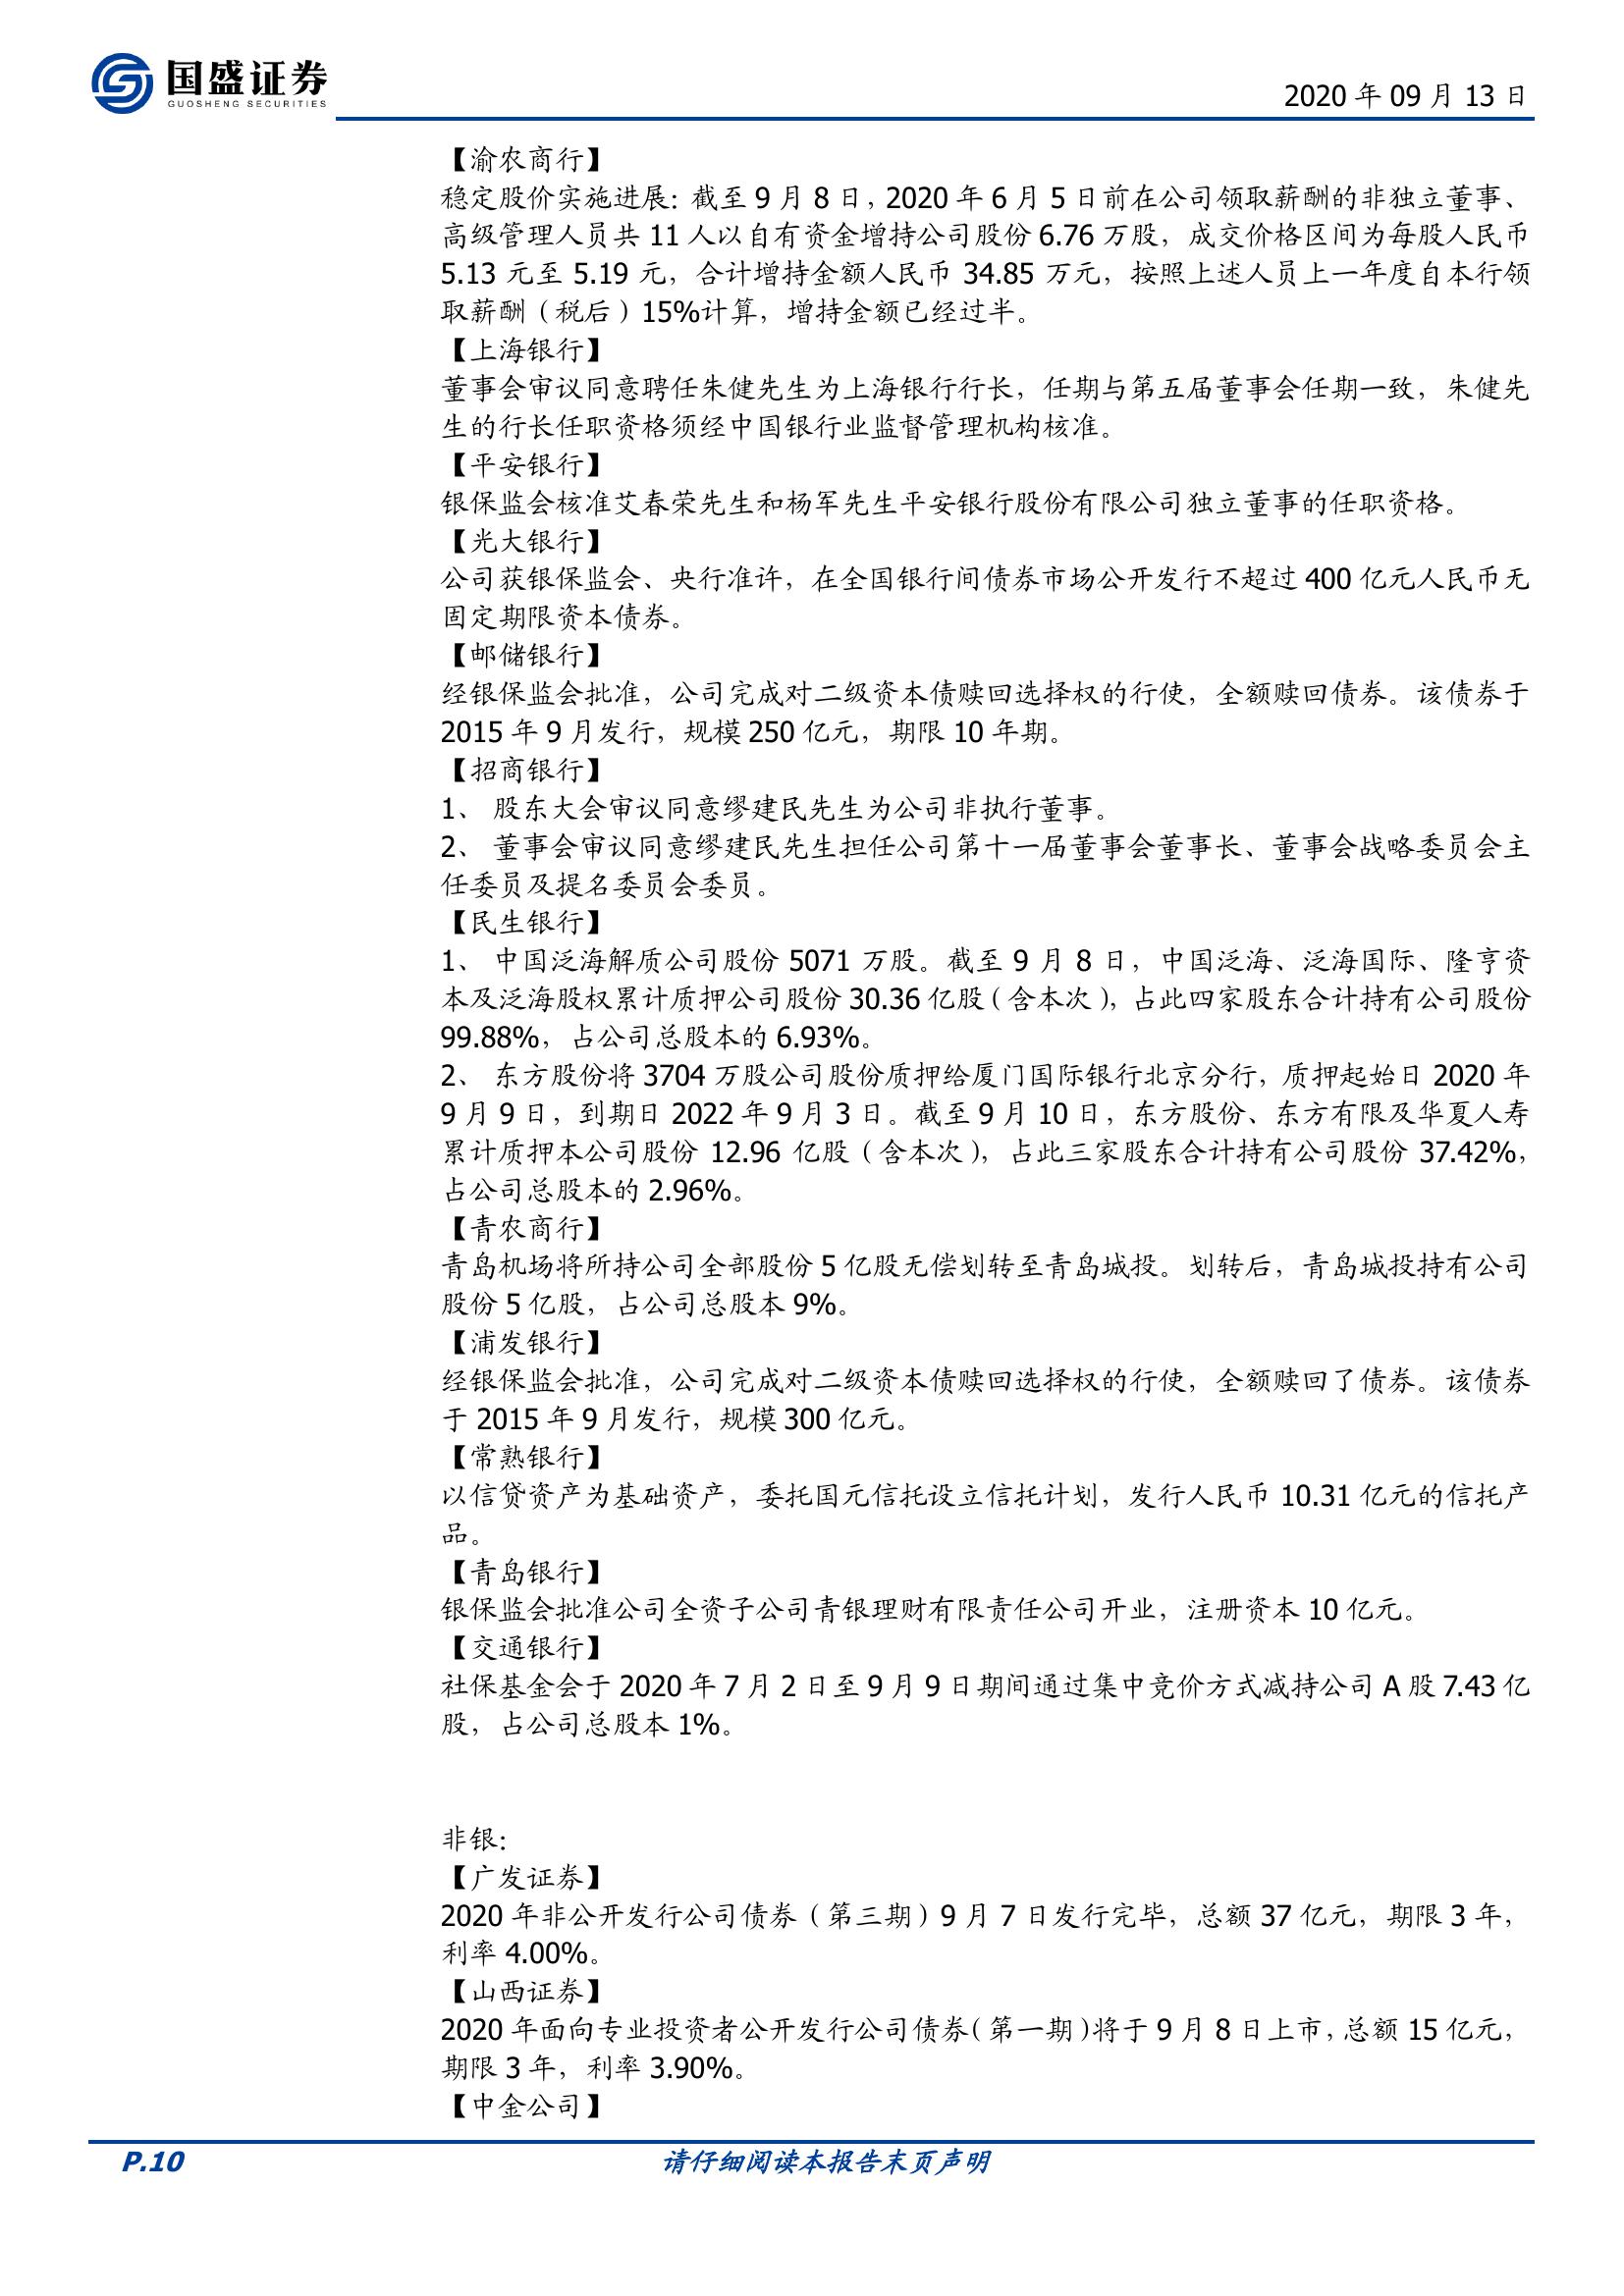 国盛证券
GUOSHENG SECURITIES
2020 年 09 月 13 日
【渝农商行】
稳定股价实施进展：截至 9 月 8 日，2020 年 6 月 5 日前在公司领取薪酬的非独立董事、
高级管理人员共 11 人以自有资金增持公司股份 6.76 万股，成交价格区间为每股人民币
5.13 元至 5.19 元，合计增持金额人民币 34.85 万元，按照上述人员上一年度自本行领
取薪酬（税后）15%计算，增持金额已经过半。
【上海银行】
董事会审议同意聘任朱健先生为上海银行行长，任期与第五届董事会任期一致，朱健先
生的行长任职资格须经中国银行业监督管理机构核准。
【平安银行】
银保监会核准艾春荣先生和杨军先生平安银行股份有限公司独立董事的任职资格。
【光大银行】
公司获银保监会、央行准许，在全国银行间债券市场公开发行不超过 400 亿元人民币无
固定期限资本债券。
【邮储银行】
经银保监会批准，公司完成对二级资本债赎回选择权的行使，全额赎回债券。该债券于
2015 年 9 月发行，规模 250 亿元，期限 10 年期。
【招商银行】
1、 股东大会审议同意缪建民先生为公司非执行董事。
2、 董事会审议同意缪建民先生担任公司第十一届董事会董事长、董事会战略委员会主
任委员及提名委员会委员。
【民生银行】
1、 中国泛海解质公司股份 5071 万股。截至 9 月 8 日，中国泛海、泛海国际、隆亨资
本及泛海股权累计质押公司股份 30.36 亿股（含本次），占此四家股东合计持有公司股份
99.88%，占公司总股本的 6.93%。
2、 东方股份将 3704 万股公司股份质押给厦门国际银行北京分行，质押起始日 2020 年
9 月 9 日，到期日 2022 年 9 月 3 日。截至 9 月 10 日，东方股份、东方有限及华夏人寿
累计质押本公司股份 12.96 亿股（含本次），占此三家股东合计持有公司股份 37.42%，
占公司总股本的 2.96%。
【青农商行】
青岛机场将所持公司全部股份 5 亿股无偿划转至青岛城投。划转后，青岛城投持有公司
股份 5 亿股，占公司总股本 9%。
【浦发银行】
经银保监会批准，公司完成对二级资本债赎回选择权的行使，全额赎回了债券。该债券
于 2015 年 9 月发行，规模 300 亿元。
【常熟银行】
以信贷资产为基础资产，委托国元信托设立信托计划，发行人民币 10.31 亿元的信托产
品。
【青岛银行】
银保监会批准公司全资子公司青银理财有限责任公司开业，注册资本 10 亿元。
【交通银行】
社保基金会于 2020 年 7 月 2 日至 9 月 9 日期间通过集中竞价方式减持公司 A 股 7.43 亿
股，占公司总股本 1%。
非银：
【广发证券】
2020 年非公开发行公司债券（第三期）9 月 7 日发行完毕，总额 37 亿元，期限 3 年，
利率 4.00%。
【山西证券】
2020 年面向专业投资者公开发行公司债券（第一期）将于 9 月 8 日上市，总额 15 亿元，
期限 3 年，利率 3.90%。
【中金公司】
P.10
请仔细阅读本报告末页声明